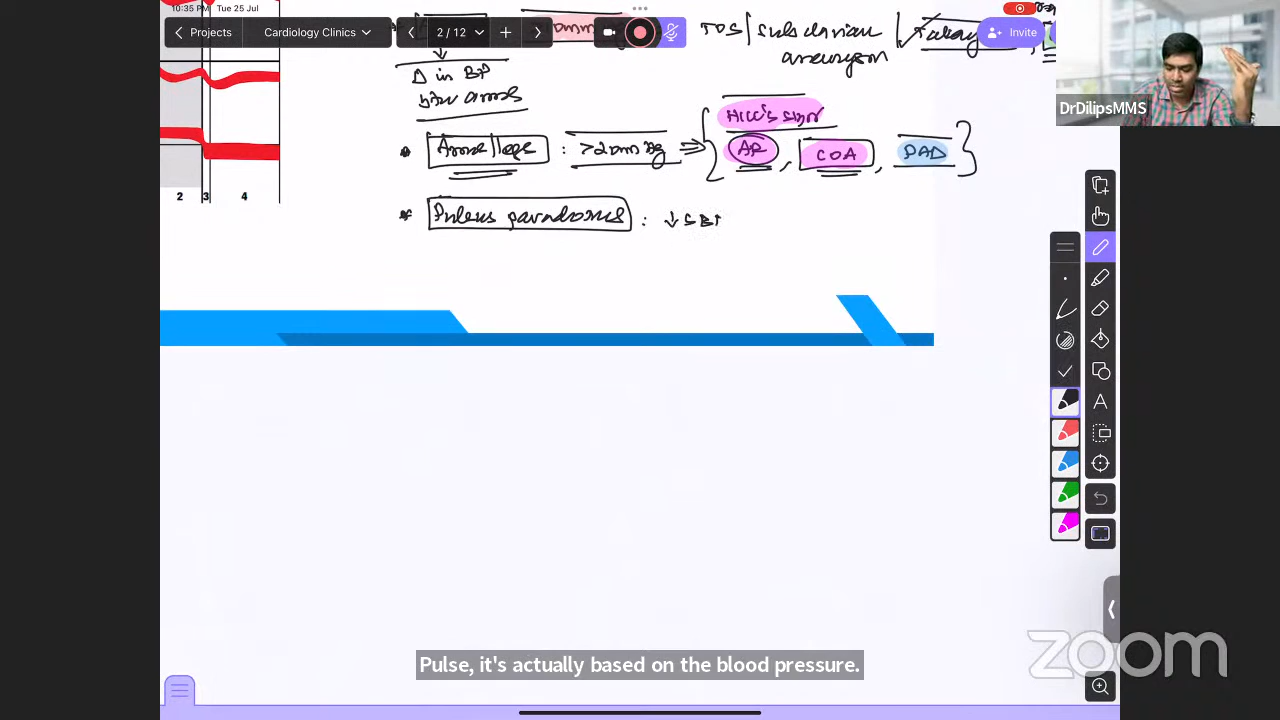 10:35 PM Tue 25 Jul
Projects
Cardiology Clinics
2/12
Invite
TOS / subclavian
aneurysm
DrDilipsMMS
Δ in BP
b/w arms
Hill's sign
Arms/legs : >20mmHg ⇒ AR, COA, PAD
Pulsus paradoxus : ↓ SBP
2 3 4
Pulse, it's actually based on the blood pressure.
zoom